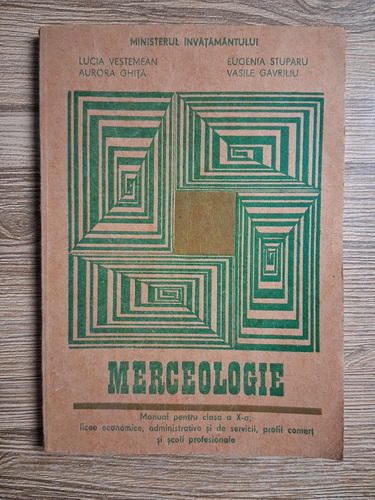 MINISTERUL ÎNVĂȚĂMÂNTULUI
LUCIA VESTEMEAN EUGENIA STUPARU
AURORA GHIȚĂ VASILE GAVRILIU
MERCEOLOGIE
Manual pentru clasa a X-a,
licee economice, administrative și de servicii, profil comerț
și școli profesionale